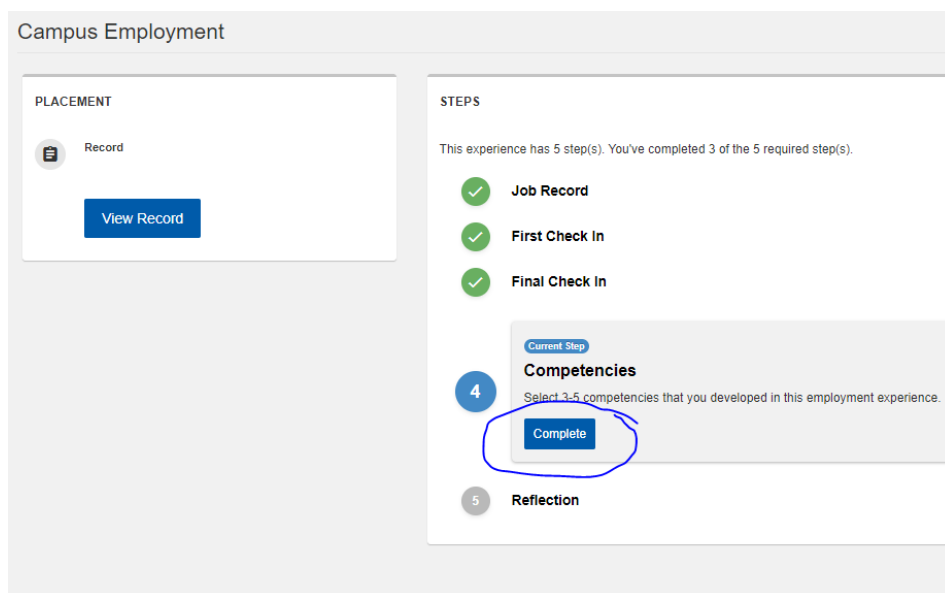 Campus Employment
PLACEMENT
Record
View Record
STEPS
This experience has 5 step(s). You've completed 3 of the 5 required step(s).
Job Record
First Check In
Final Check In
Current Step
4
Competencies
Select 3-5 competencies that you developed in this employment experience.
Complete
5
Reflection